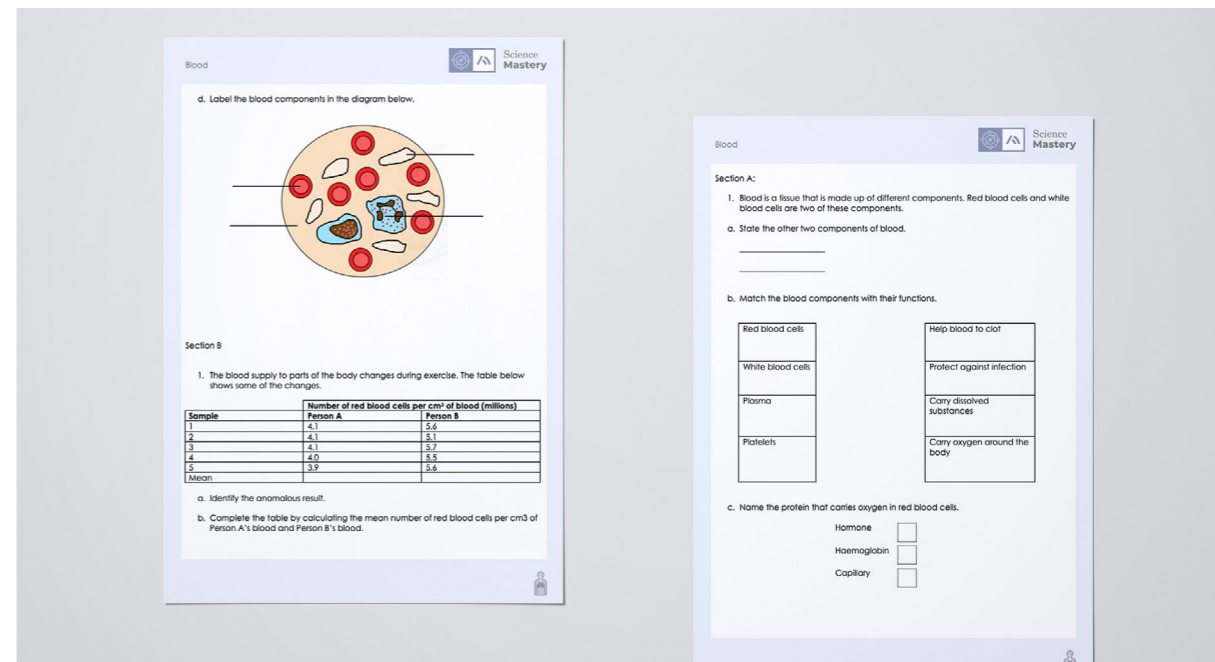 Blood
Science
Mastery
d. Label the blood components in the diagram below.
Section B
1. The blood supply to parts of the body changes during exercise. The table below
shows some of the changes.
Number of red blood cells per cm³ of blood (millions)
Sample Person A Person B
1 4.1 5.6
2 4.1 5.1
3 4.1 5.7
4 4.0 5.5
5 3.9 5.6
Mean
a. Identify the anomalous result.
b. Complete the table by calculating the mean number of red blood cells per cm3 of
Person A's blood and Person B's blood.
Blood
Science
Mastery
Section A:
1. Blood is a tissue that is made up of different components. Red blood cells and white
blood cells are two of these components.
a. State the other two components of blood.
b. Match the blood components with their functions.
Red blood cells Help blood to clot
White blood cells Protect against infection
Plasma Carry dissolved
substances
Platelets Carry oxygen around the
body
c. Name the protein that carries oxygen in red blood cells.
Hormone
Haemoglobin
Capillary